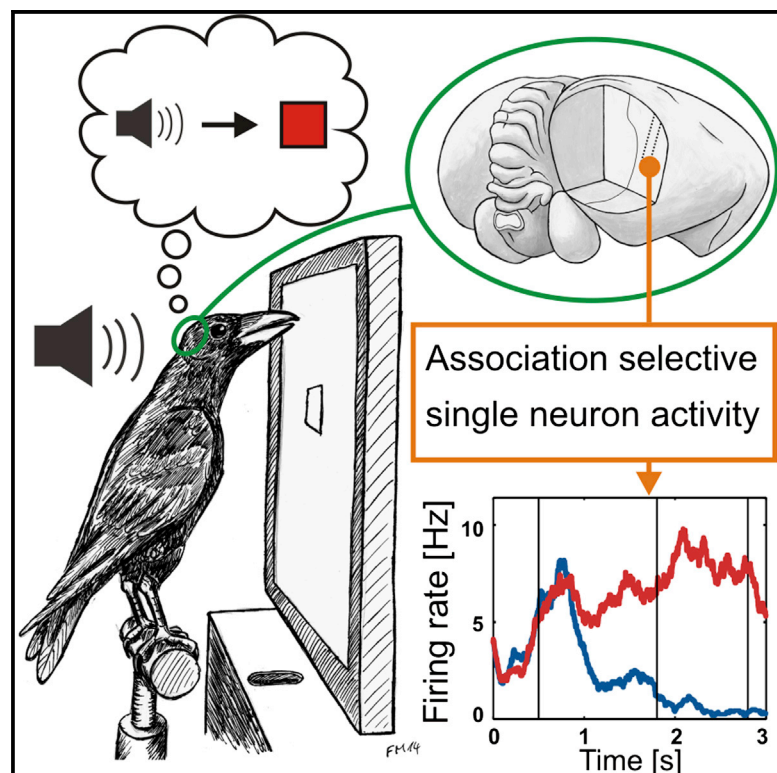 Association selective
single neuron activity
Firing rate [Hz]
10
5
0
0
1
2
3
Time [s]
FM14